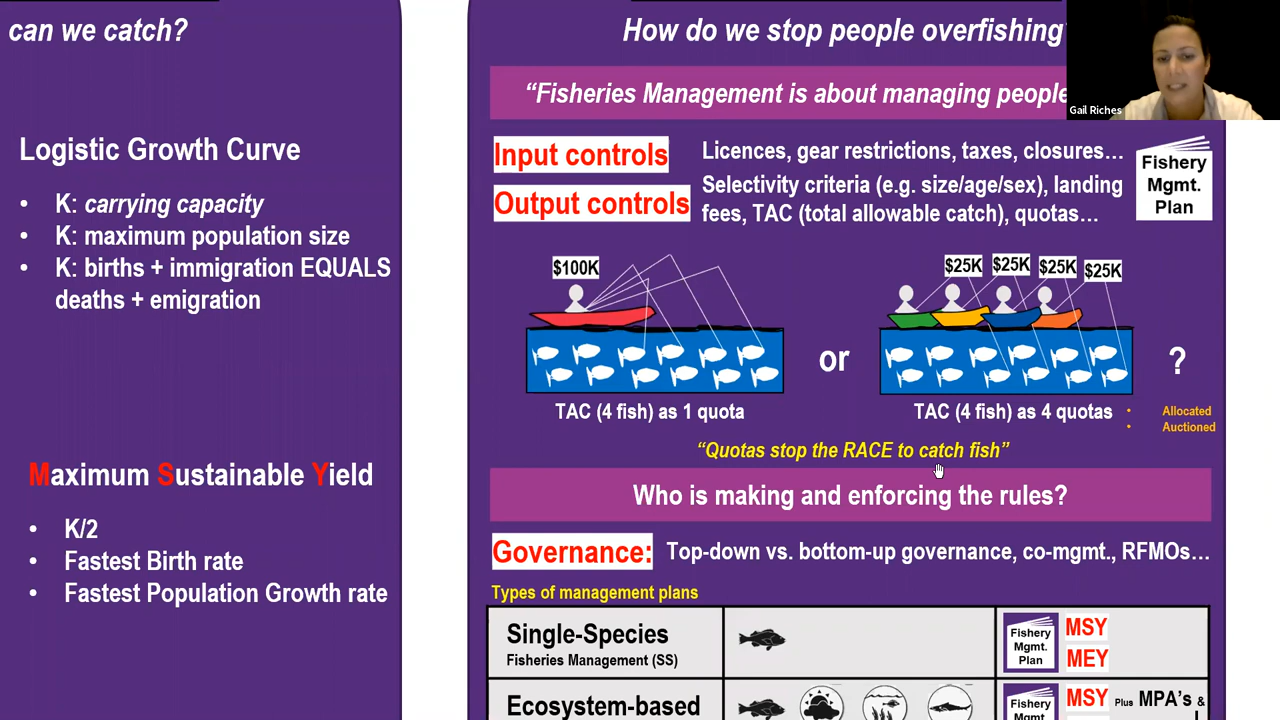 can we catch?
Logistic Growth Curve
• K: carrying capacity
• K: maximum population size
• K: births + immigration EQUALS
deaths + emigration
Maximum Sustainable Yield
• K/2
• Fastest Birth rate
• Fastest Population Growth rate
How do we stop people overfishing
“Fisheries Management is about managing people
Gail Riches
Input controls
Licences, gear restrictions, taxes, closures…
Output controls
Selectivity criteria (e.g. size/age/sex), landing
fees, TAC (total allowable catch), quotas…
Fishery
Mgmt.
Plan
$100K
$25K $25K $25K $25K
or
?
TAC (4 fish) as 1 quota
TAC (4 fish) as 4 quotas
• Allocated
• Auctioned
“Quotas stop the RACE to catch fish”
Who is making and enforcing the rules?
Governance: Top-down vs. bottom-up governance, co-mgmt., RFMOs…
Types of management plans
Single-Species
Fisheries Management (SS)
Fishery
Mgmt.
Plan
MSY
MEY
Ecosystem-based
Fishery
Mgmt
MSY Plus MPA’s &